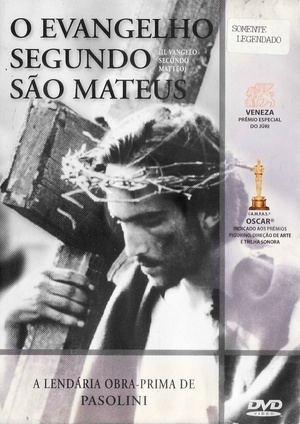 O EVANGELHO
SEGUNDO
(IL VANGELO
SECONDO
MATTEO)
SÃO MATEUS
SOMENTE
LEGENDADO
VENEZA
PRÊMIO ESPECIAL
DO JÚRI
©A.M.P.A.S.®
OSCAR®
INDICADO AOS PRÊMIOS
FIGURINO, DIREÇÃO DE ARTE
E TRILHA SONORA
A LENDÁRIA OBRA-PRIMA DE
PASOLINI
DVD
VIDEO